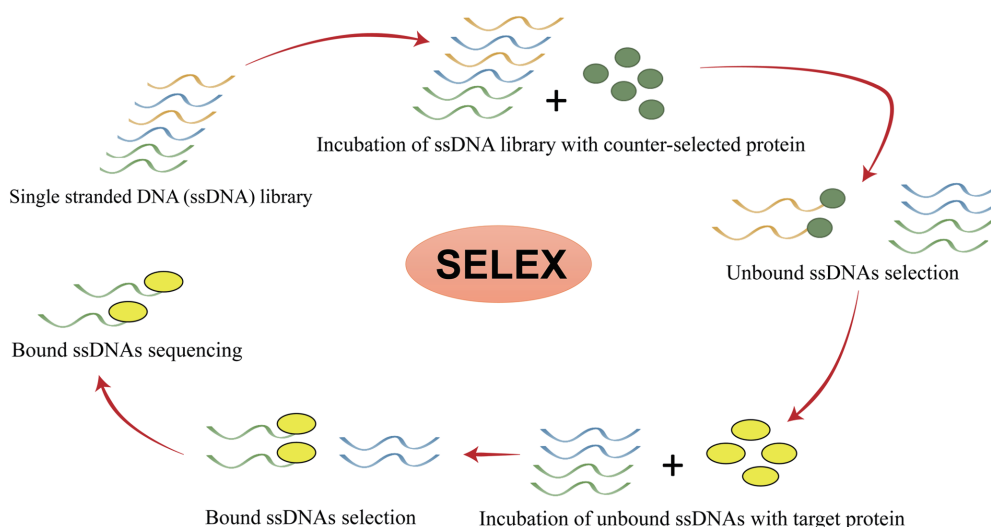 Single stranded DNA (ssDNA) library
+
Incubation of ssDNA library with counter-selected protein
Unbound ssDNAs selection
SELEX
+
Incubation of unbound ssDNAs with target protein
Bound ssDNAs selection
Bound ssDNAs sequencing